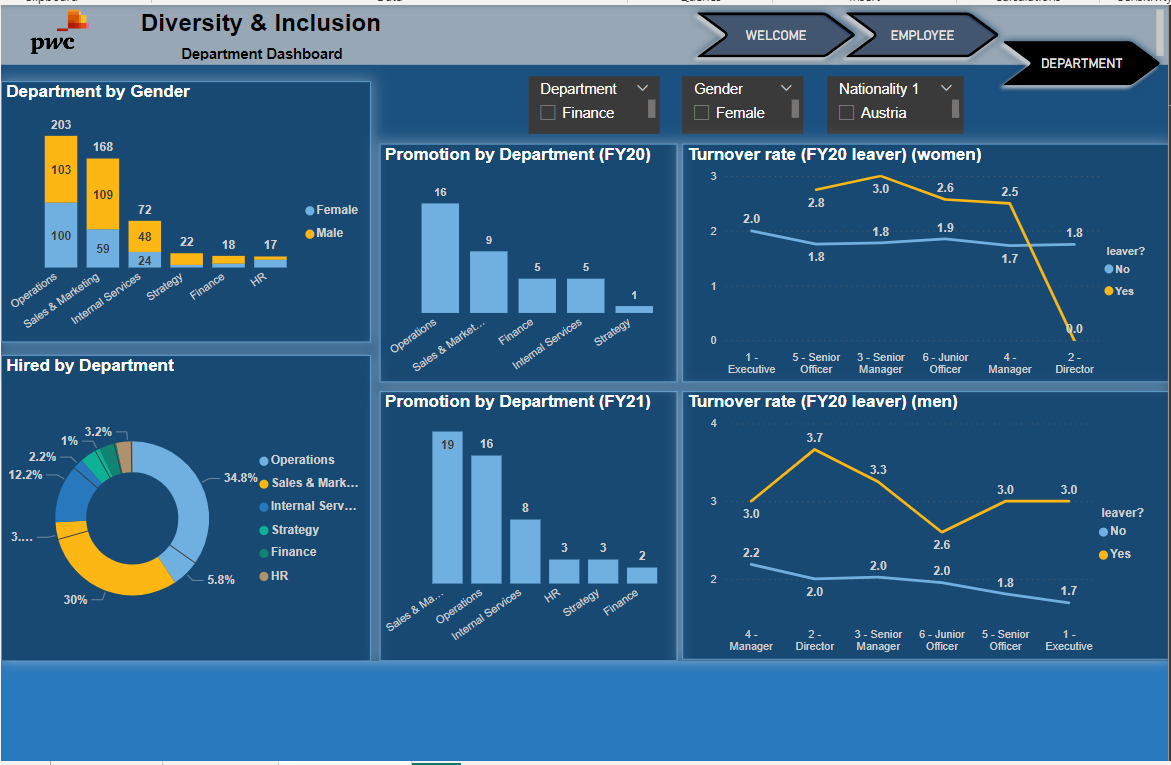 pwc
Diversity & Inclusion
Department Dashboard
WELCOME
EMPLOYEE
DEPARTMENT
Department
Finance
Gender
Female
Nationality 1
Austria
Department by Gender
203
168
72
22
18
17
103
109
48
100
59
24
Operations
Sales & Marketing
Internal Services
Strategy
Finance
HR
Female
Male
Promotion by Department (FY20)
16
9
5
5
1
Operations
Sales & Market...
Finance
Internal Services
Strategy
Turnover rate (FY20 leaver) (women)
3
2
1
0
2.0
2.8
3.0
2.6
2.5
0.0
1.8
1.8
1.9
1.7
1.8
1 -
Executive
5 - Senior
Officer
3 - Senior
Manager
6 - Junior
Officer
4 -
Manager
2 -
Director
leaver?
No
Yes
Hired by Department
34.8%
5.8%
30%
3....
12.2%
2.2%
1%
3.2%
Operations
Sales & Mark...
Internal Serv...
Strategy
Finance
HR
Promotion by Department (FY21)
19
16
8
3
3
2
Sales & Ma...
Operations
Internal Services
HR
Strategy
Finance
Turnover rate (FY20 leaver) (men)
4
3
2
3.0
3.7
3.3
2.6
3.0
3.0
2.2
2.0
2.0
2.0
1.8
1.7
4 -
Manager
2 -
Director
3 - Senior
Manager
6 - Junior
Officer
5 - Senior
Officer
1 -
Executive
leaver?
No
Yes